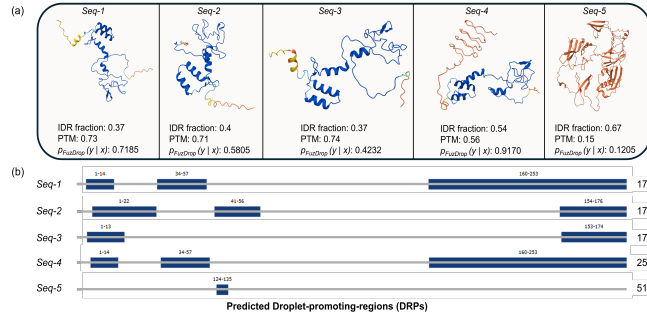 (a)
Seq-1 Seq-2 Seq-3 Seq-4 Seq-5
IDR fraction: 0.37 IDR fraction: 0.4 IDR fraction: 0.37 IDR fraction: 0.54 IDR fraction: 0.67
PTM: 0.73 PTM: 0.71 PTM: 0.74 PTM: 0.56 PTM: 0.15
pFuzDrop (y | x): 0.7185 pFuzDrop (y | x): 0.5805 pFuzDrop (y | x): 0.4232 pFuzDrop (y | x): 0.9170 pFuzDrop (y | x): 0.1205
(b)
1-14 34-57 160-253
Seq-1 17
1-22 41-56 154-176
Seq-2 17
1-13 153-174
Seq-3 17
1-14 34-57 160-253
Seq-4 25
124-135
Seq-5 51
Predicted Droplet-promoting-regions (DRPs)